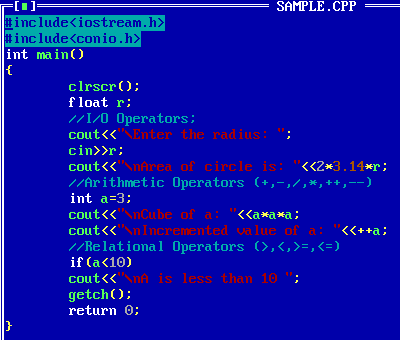 [■] SAMPLE.CPP
#include<iostream.h>
#include<conio.h>
int main()
{
clrscr();
float r;
//I/O Operators;
cout<<"\Enter the radius: ";
cin>>r;
cout<<"\nArea of circle is: "<<2*3.14*r;
//Arithmetic Operators (+,-,/,*,++,--)
int a=3;
cout<<"\nCube of a: "<<a*a*a;
cout<<"\nIncremented value of a: "<<++a;
//Relational Operators (>,<,>=,<=)
if(a<10)
cout<<"\nA is less than 10 ";
getch();
return 0;
}